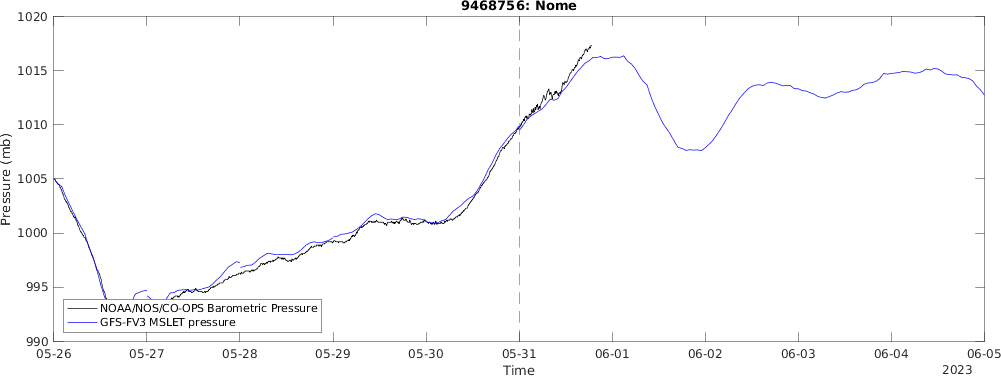 9468756: Nome
1020
1015
1010
1005
1000
995
990
Pressure (mb)
NOAA/NOS/CO-OPS Barometric Pressure
GFS-FV3 MSLET pressure
05-26 05-27 05-28 05-29 05-30 05-31 06-01 06-02 06-03 06-04 06-05
Time
2023